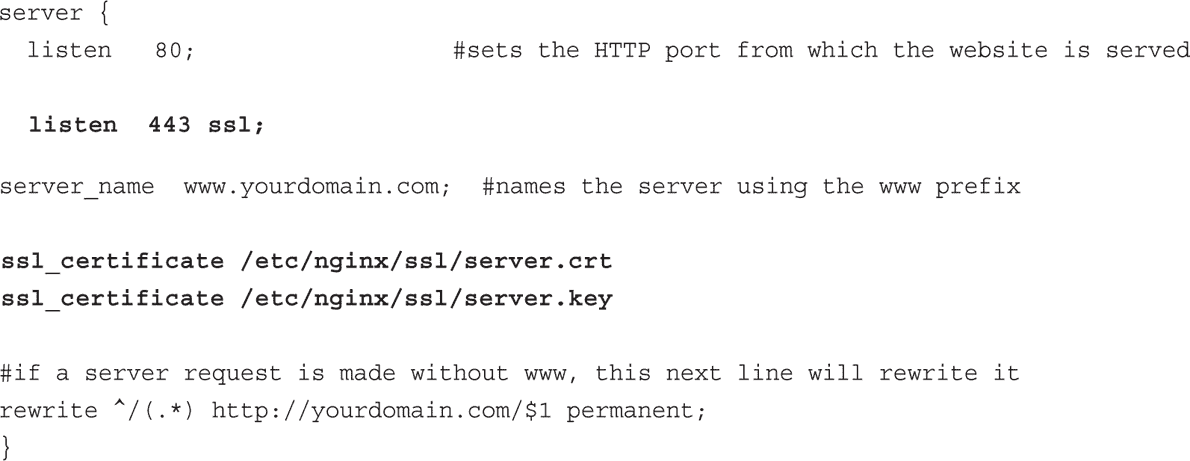 server {
listen 80; #sets the HTTP port from which the website is served
listen 443 ssl;
server_name www.yourdomain.com; #names the server using the www prefix
ssl_certificate /etc/nginx/ssl/server.crt
ssl_certificate /etc/nginx/ssl/server.key
#if a server request is made without www, this next line will rewrite it
rewrite ^/(.*) http://yourdomain.com/$1 permanent;
}